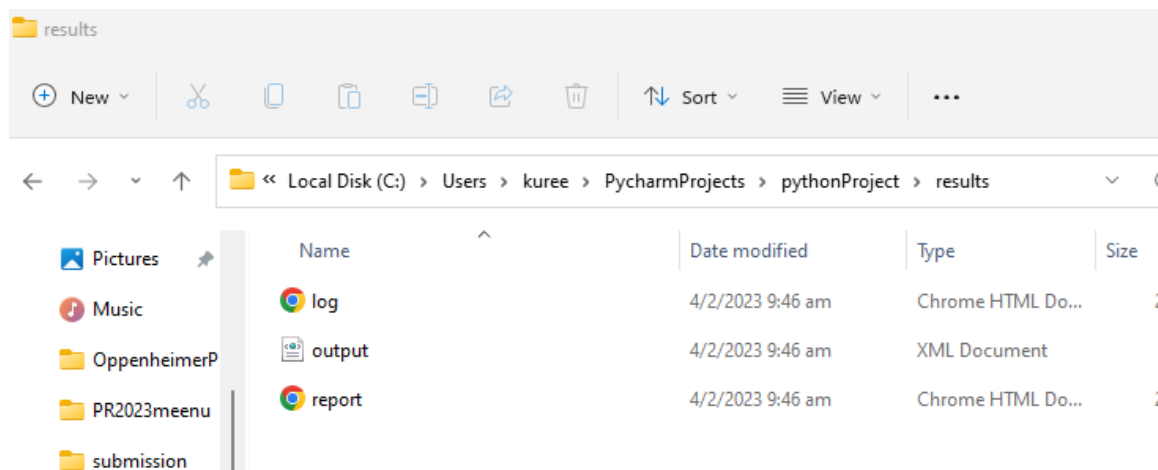 results
New Sort View
« Local Disk (C:) > Users > kuree > PycharmProjects > pythonProject > results
Name Date modified Type Size
Pictures
Music
OppenheimerP
PR2023meenu
submission
log 4/2/2023 9:46 am Chrome HTML Do...
output 4/2/2023 9:46 am XML Document
report 4/2/2023 9:46 am Chrome HTML Do...